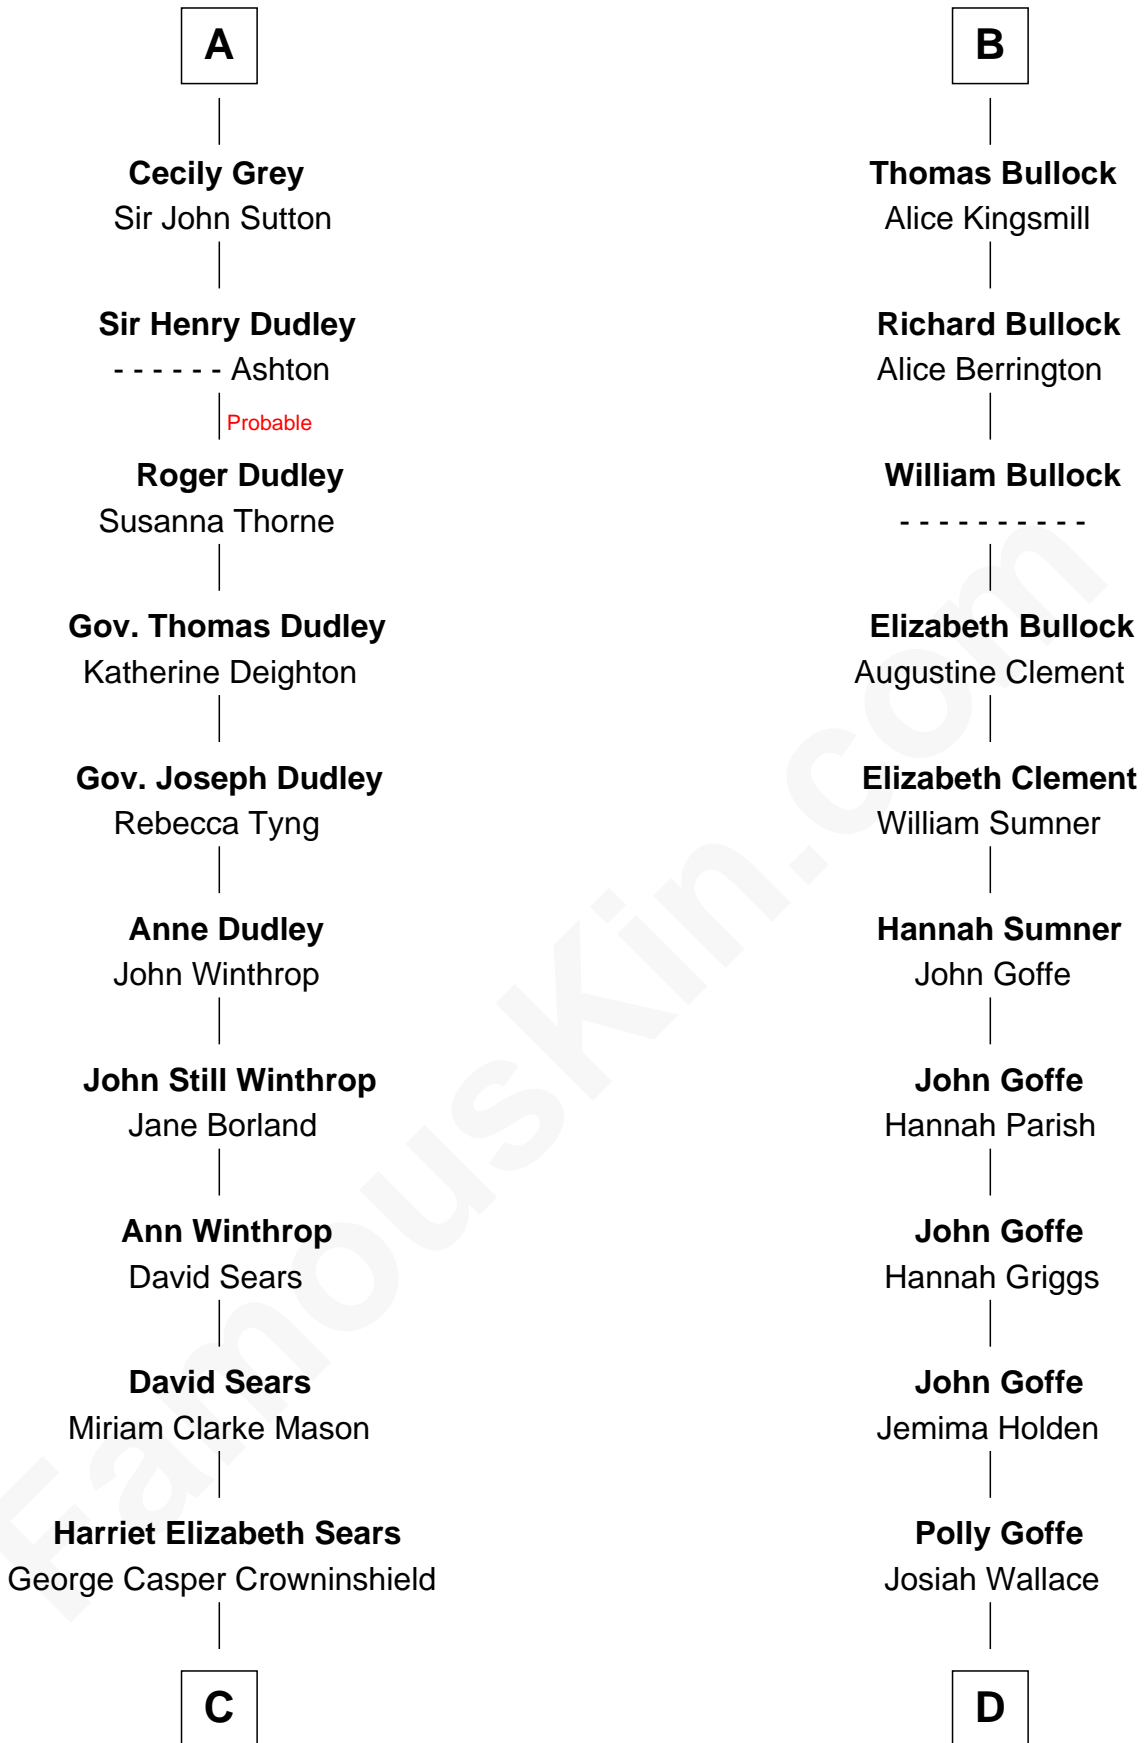 A
Cecily Grey
Sir John Sutton
Sir Henry Dudley
- - - - - - Ashton
Probable
Roger Dudley
Susanna Thorne
Gov. Thomas Dudley
Katherine Deighton
Gov. Joseph Dudley
Rebecca Tyng
Anne Dudley
John Winthrop
John Still Winthrop
Jane Borland
Ann Winthrop
David Sears
David Sears
Miriam Clarke Mason
Harriet Elizabeth Sears
George Casper Crowninshield
C
B
Thomas Bullock
Alice Kingsmill
Richard Bullock
Alice Berrington
William Bullock
- - - - - - - - - -
Elizabeth Bullock
Augustine Clement
Elizabeth Clement
William Sumner
Hannah Sumner
John Goffe
John Goffe
Hannah Parish
John Goffe
Hannah Griggs
John Goffe
Jemima Holden
Polly Goffe
Josiah Wallace
D
FamousKin.com